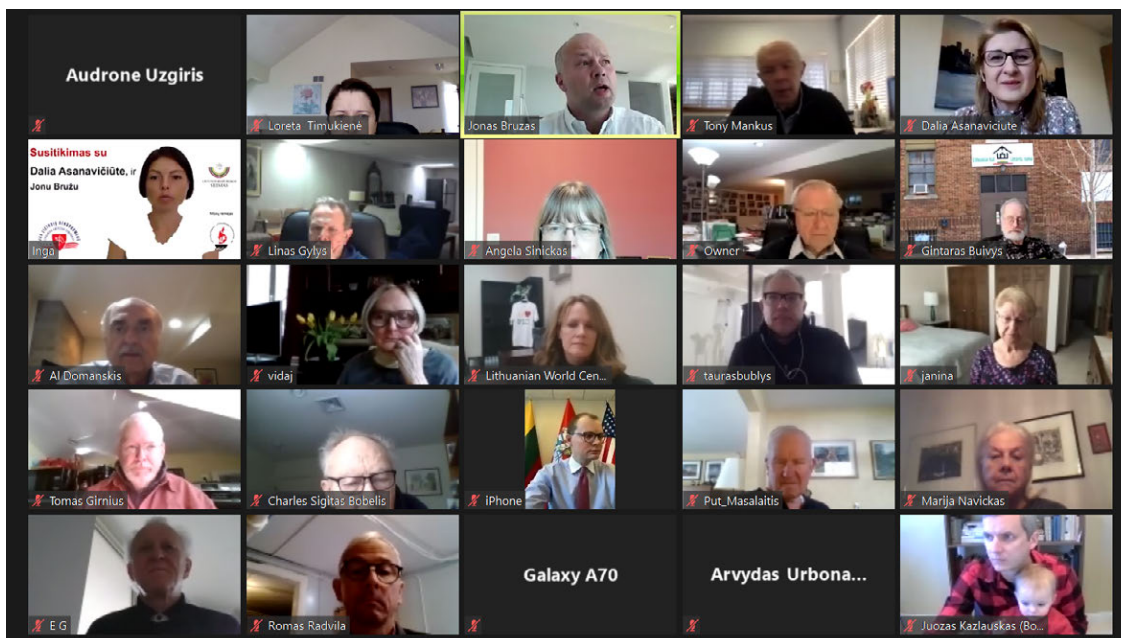 Audrone Uzgiris
Loreta Timukienė
Jonas Bruzas
Tony Mankus
Dalia Asanaviciute
Susitikimas su
Dalia Asanavičiūte, ir
Jonu Bružu
Inga
Linas Gylys
Angela Sinickas
Owner
LCU
Gintaras Buivys
Al Domanskis
vidaj
Lithuanian World Cen...
taurasbublys
janina
Tomas Girnius
Charles Sigitas Bobelis
iPhone
Put_Masalaitis
Marija Navickas
E G
Romas Radvila
Galaxy A70
Arvydas Urbona...
Juozas Kazlauskas (Bo...